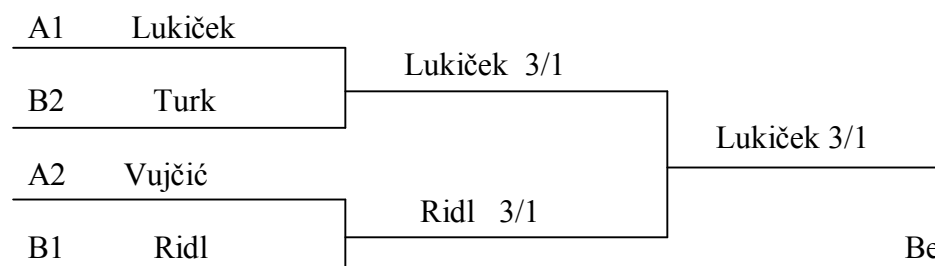 A1 Lukiček
Lukiček 3/1
B2 Turk
Lukiček 3/1
A2 Vujčić
Ridl 3/1
B1 Ridl